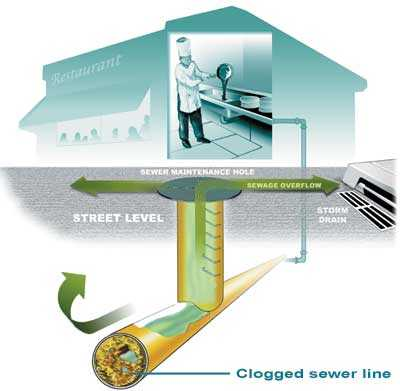 Restaurant
SEWER MAINTENANCE HOLE
SEWAGE OVERFLOW
STREET LEVEL
STORM
DRAIN
Clogged sewer line